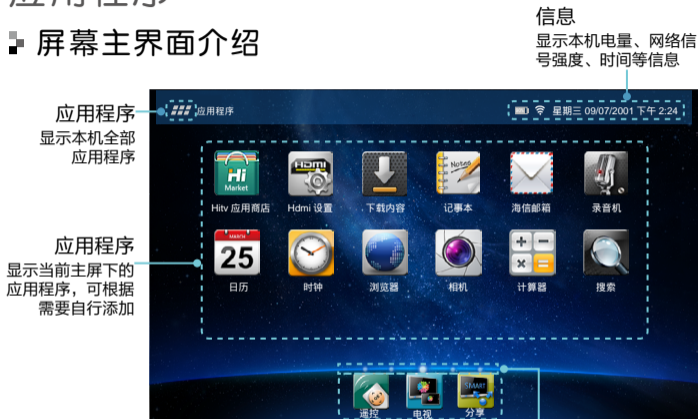 应用程序
屏幕主界面介绍
信息
显示本机电量、网络信
号强度、时间等信息
应用程序
显示本机全部
应用程序
应用程序
星期三 09/07/2001 下午 2:24
Hi
Market
HDMI
Notes
Hitv 应用商店
Hdmi 设置
下载内容
记事本
海信邮箱
录音机
应用程序
显示当前主屏下的
应用程序，可根据
需要自行添加
MARCH
25
日历
时钟
浏览器
相机
计算器
搜索
SMART
遥控
电视
分享